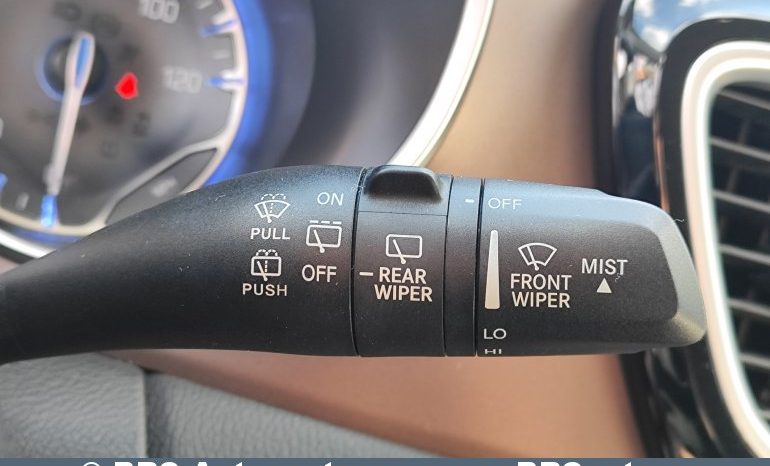 100
120
ON
PULL
OFF
PUSH
REAR
WIPER
OFF
FRONT
WIPER
MIST
LO
HI